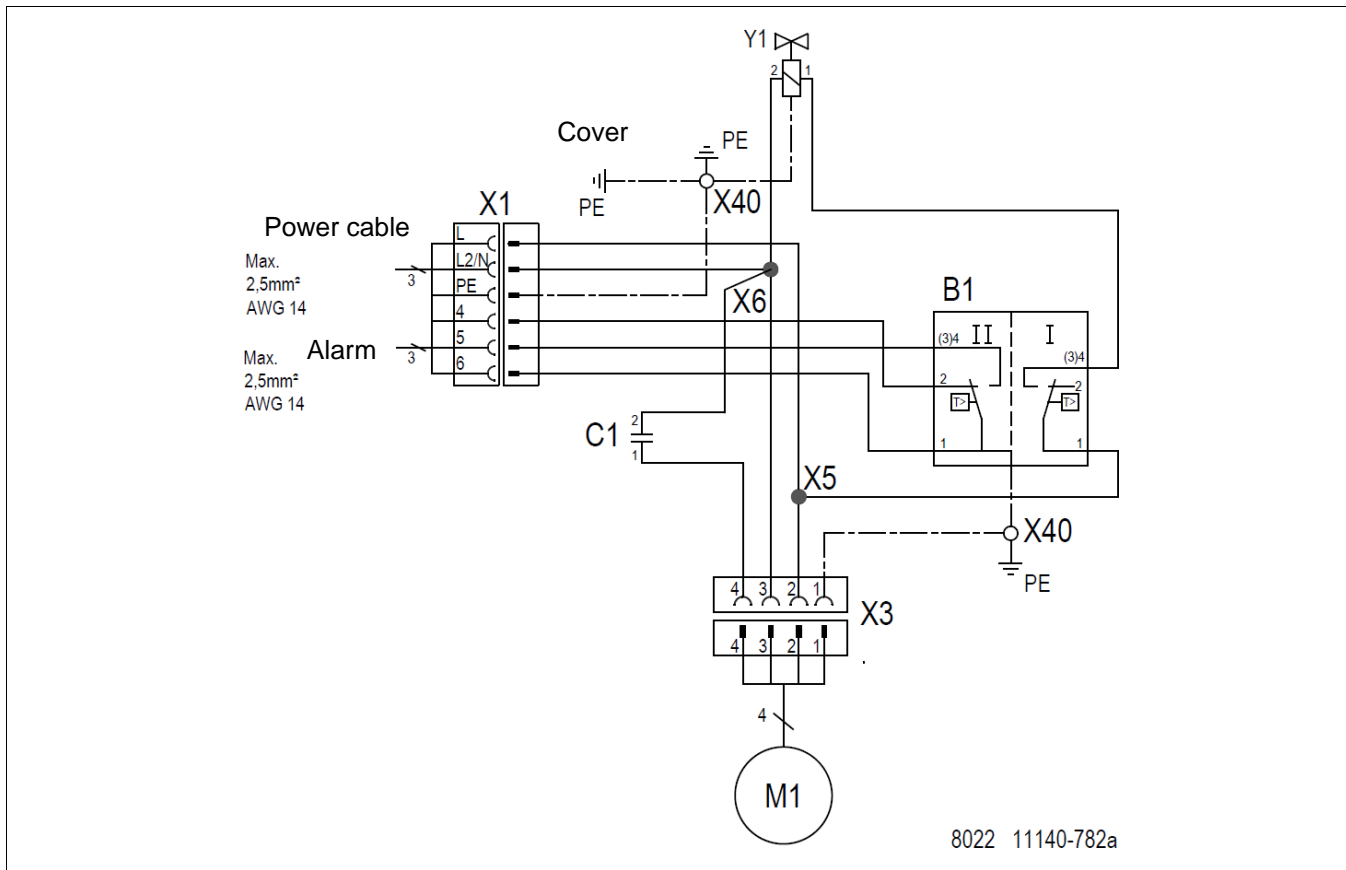 Y1
2 1
Cover
PE
PE
X40
X1
Power cable
L
Max.
2,5mm²
AWG 14
3
L2/N
PE
X6
B1
4
5
6
Alarm
Max.
2,5mm²
AWG 14
3
(3)4 II I
(3)4
2 2
T> T>
1 1
C1
2
1
X5
X40
PE
4 3 2 1
X3
4 3 2 1
4
M1
8022 11140-782a